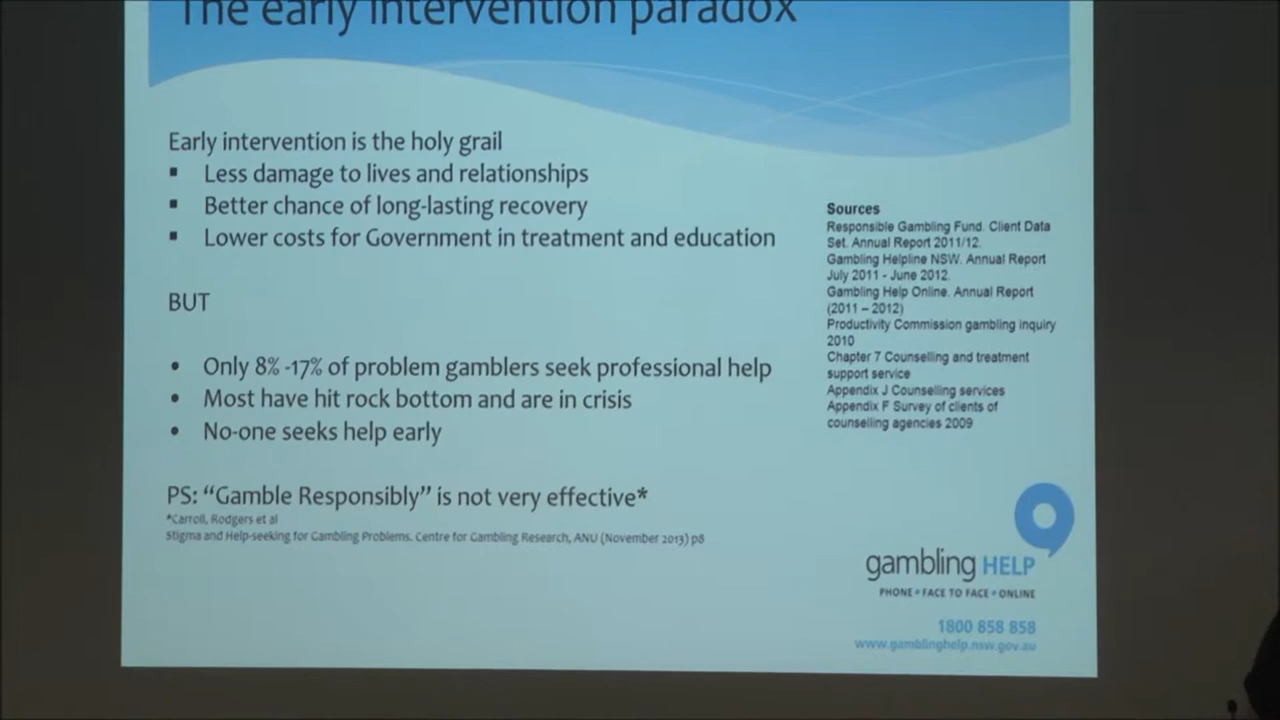 The early intervention paradox
Early intervention is the holy grail
▪ Less damage to lives and relationships
▪ Better chance of long-lasting recovery
▪ Lower costs for Government in treatment and education
BUT
• Only 8% -17% of problem gamblers seek professional help
• Most have hit rock bottom and are in crisis
• No-one seeks help early
PS: “Gamble Responsibly” is not very effective*
*Carroll, Rodgers et al
Stigma and Help-seeking for Gambling Problems. Centre for Gambling Research, ANU (November 2013) p8
Sources
Responsible Gambling Fund. Client Data
Set. Annual Report 2011/12.
Gambling Helpline NSW. Annual Report
July 2011 - June 2012.
Gambling Help Online. Annual Report
(2011 – 2012)
Productivity Commission gambling inquiry
2010
Chapter 7 Counselling and treatment
support service
Appendix J Counselling services
Appendix F Survey of clients of
counselling agencies 2009
gambling HELP
PHONE • FACE TO FACE • ONLINE
1800 858 858
www.gamblinghelp.nsw.gov.au